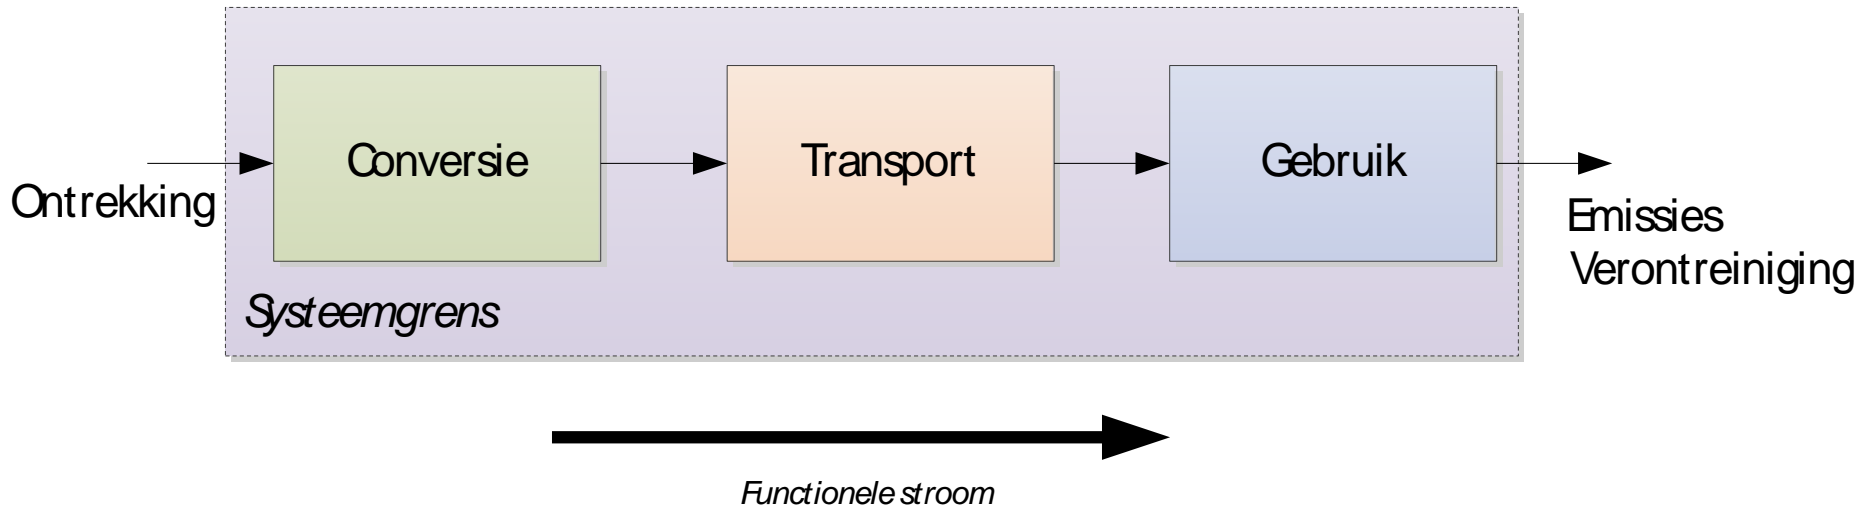 Ontrekking
Conversie
Transport
Gebruik
Emissies
Verontreiniging
Systeemgrens
Functionele stroom